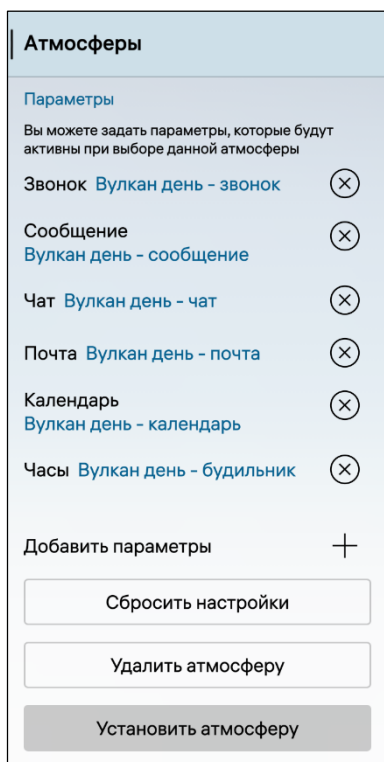 Атмосферы
Параметры
Вы можете задать параметры, которые будут
активны при выборе данной атмосферы
Звонок Вулкан день - звонок
Сообщение
Вулкан день - сообщение
Чат Вулкан день - чат
Почта Вулкан день - почта
Календарь
Вулкан день - календарь
Часы Вулкан день - будильник
Добавить параметры
Сбросить настройки
Удалить атмосферу
Установить атмосферу